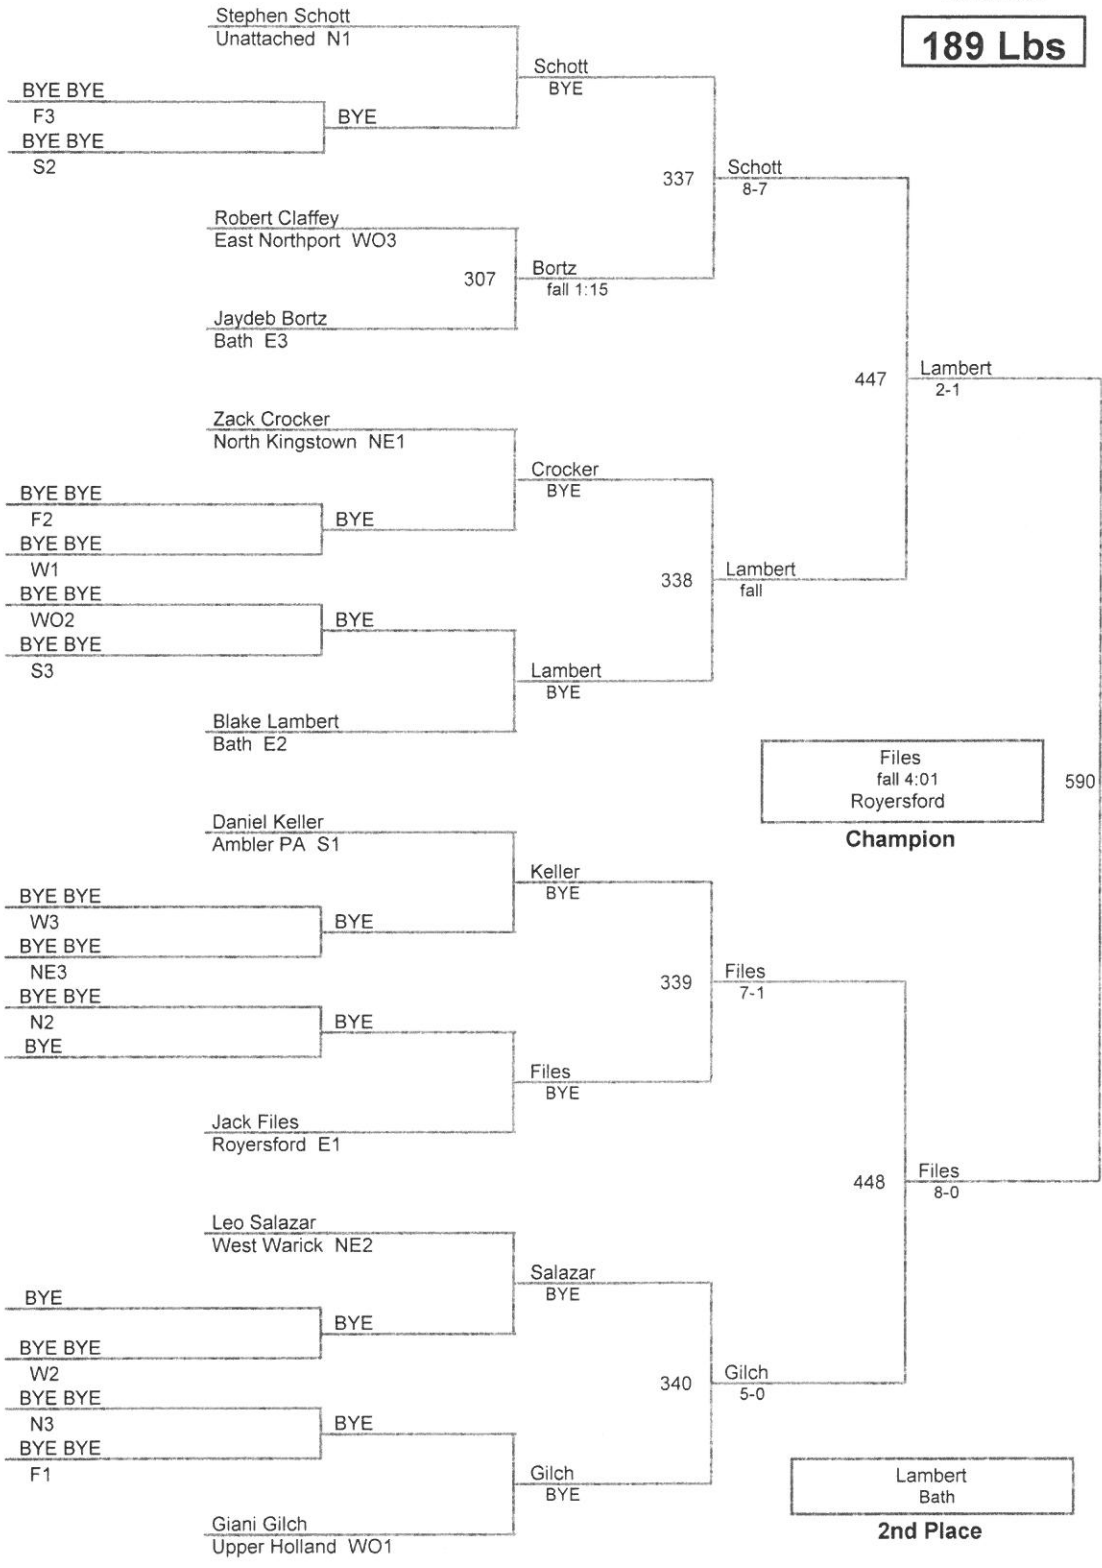 189 Lbs
Stephen Schott
Unattached N1
Schott
BYE
BYE BYE
F3
BYE
BYE BYE
S2
337
Schott
8-7
Robert Claffey
East Northport WO3
307
Bortz
fall 1:15
Jaydeb Bortz
Bath E3
447
Lambert
2-1
Zack Crocker
North Kingstown NE1
Crocker
BYE
BYE BYE
F2
BYE
BYE BYE
W1
338
Lambert
fall
BYE BYE
WO2
BYE
BYE BYE
S3
Lambert
BYE
Blake Lambert
Bath E2
Files
fall 4:01
Royersford
Champion
590
Daniel Keller
Ambler PA S1
Keller
BYE
BYE BYE
W3
BYE
BYE BYE
NE3
339
Files
7-1
BYE BYE
N2
BYE
BYE
Files
BYE
Jack Files
Royersford E1
448
Files
8-0
Leo Salazar
West Warick NE2
Salazar
BYE
BYE
BYE
BYE BYE
W2
340
Gilch
5-0
BYE BYE
N3
BYE
BYE BYE
F1
Gilch
BYE
Giani Gilch
Upper Holland WO1
Lambert
Bath
2nd Place